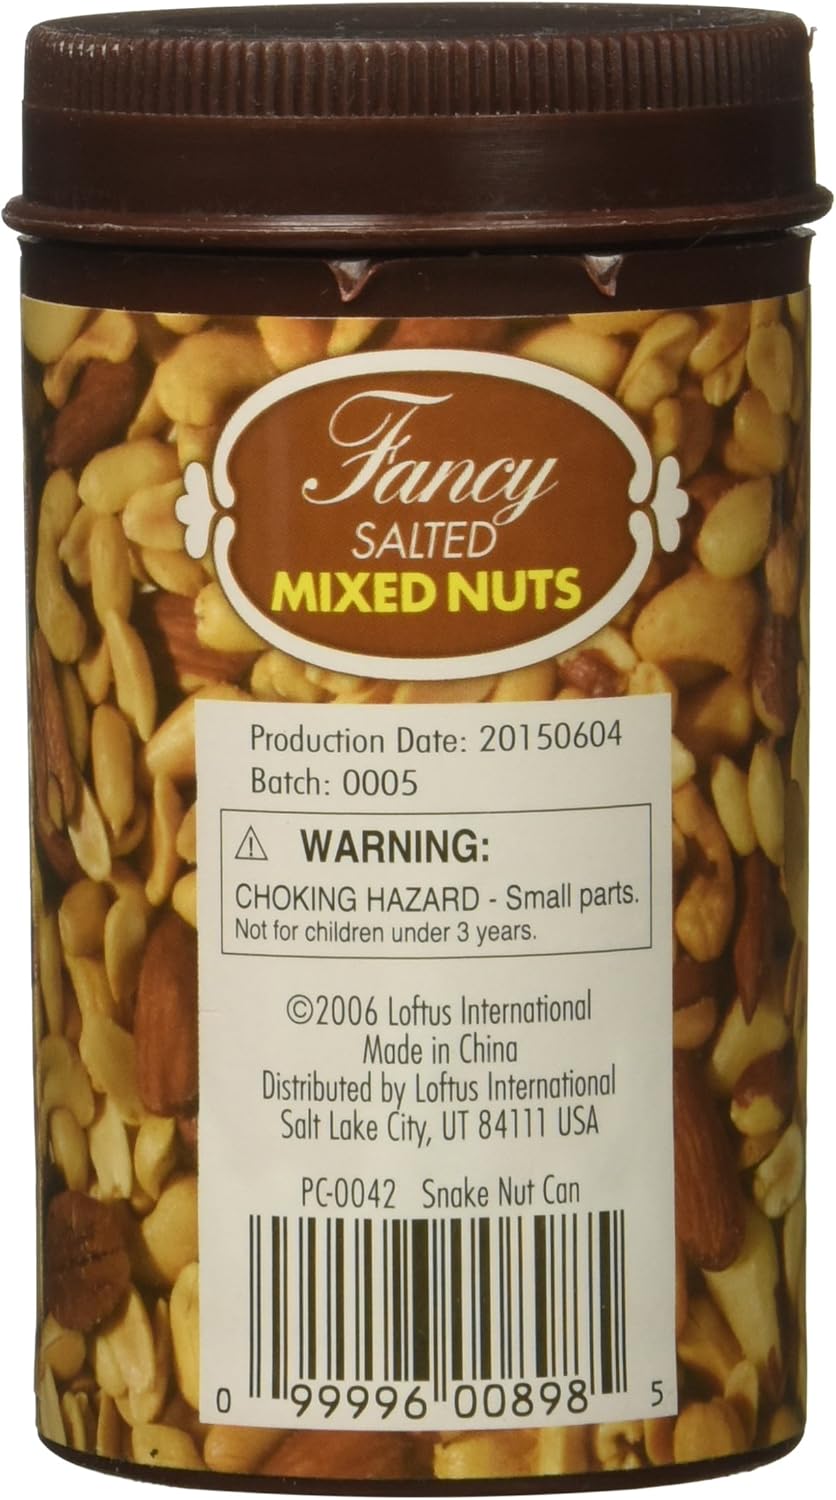 Fancy
SALTED
MIXED NUTS
Production Date: 20150604
Batch: 0005
WARNING:
CHOKING HAZARD - Small parts.
Not for children under 3 years.
©2006 Loftus International
Made in China
Distributed by Loftus International
Salt Lake City, UT 84111 USA
PC-0042 Snake Nut Can
0 99996 00898 5